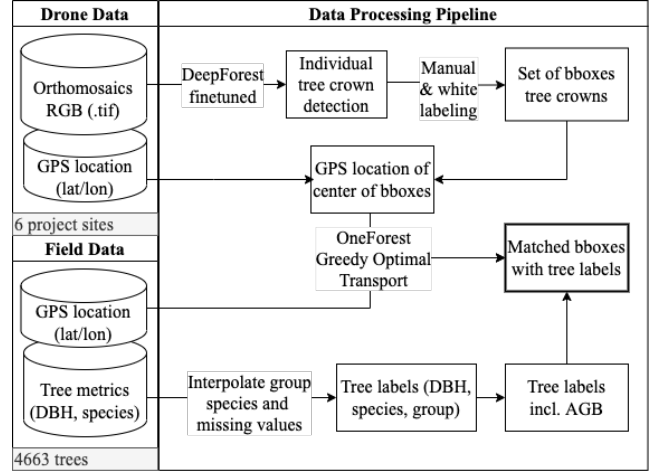 Drone Data
Data Processing Pipeline
Orthomosaics
RGB (.tif)
DeepForest
finetuned
Individual
tree crown
detection
Manual
& white
labeling
Set of bboxes
tree crowns
GPS location
(lat/lon)
GPS location of
center of bboxes
6 project sites
Field Data
OneForest
Greedy Optimal
Transport
Matched bboxes
with tree labels
GPS location
(lat/lon)
Tree metrics
(DBH, species)
Interpolate group
species and
missing values
Tree labels (DBH,
species, group)
Tree labels
incl. AGB
4663 trees